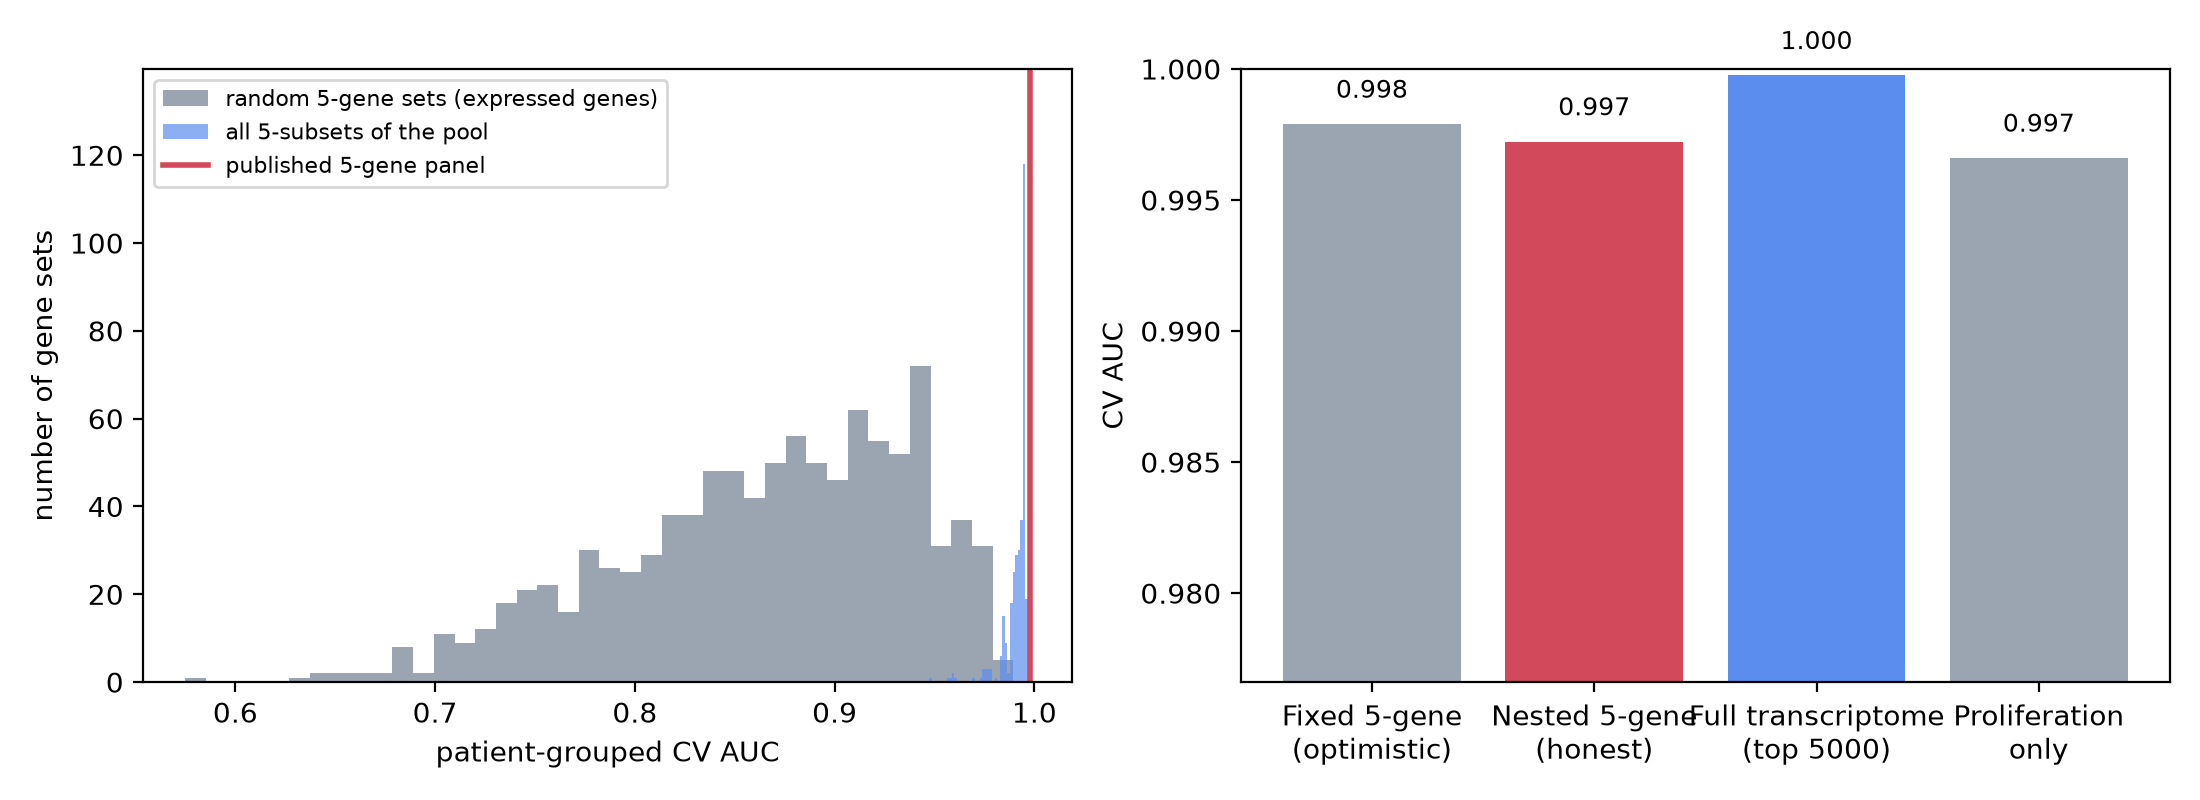 random 5-gene sets (expressed genes)
all 5-subsets of the pool
published 5-gene panel
number of gene sets
120
100
80
60
40
20
0
0.6
0.7
0.8
0.9
1.0
patient-grouped CV AUC
CV AUC
1.000
0.995
0.990
0.985
0.980
0.998
0.997
1.000
0.997
Fixed 5-gene
(optimistic)
Nested 5-gene
(honest)
Full transcriptome
(top 5000)
Proliferation
only